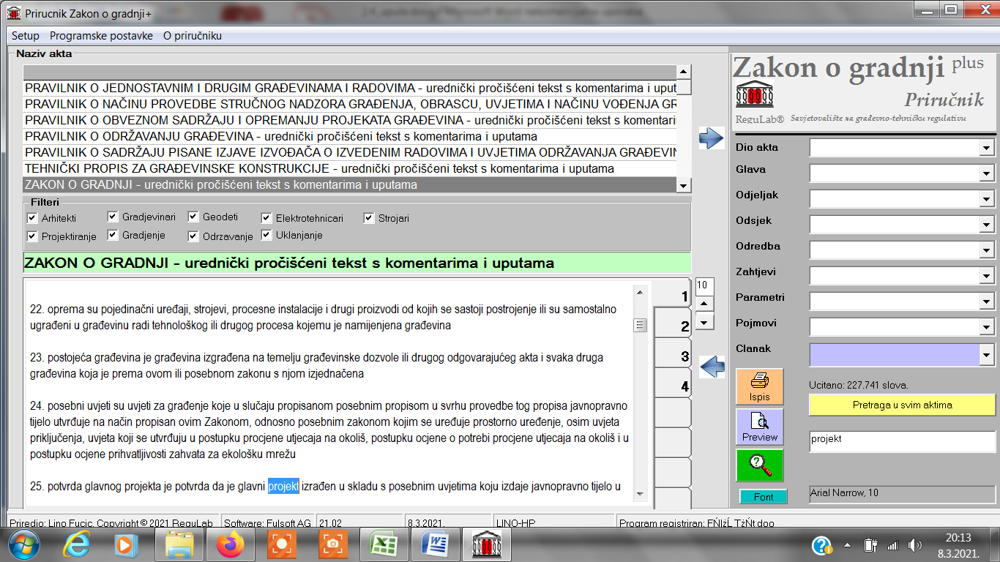 Prirucnik Zakon o gradnji+
Setup Programske postavke O priručniku
Naziv akta
PRAVILNIK O JEDNOSTAVNIM I DRUGIM GRAĐEVINAMA I RADOVIMA - urednički pročišćeni tekst s komentarima i uput
PRAVILNIK O NAČINU PROVEDBE STRUČNOG NADZORA GRAĐENJA, OBRASCU, UVJETIMA I NAČINU VOĐENJA GR
PRAVILNIK O OBVEZNOM SADRŽAJU I OPREMANJU PROJEKATA GRAĐEVINA - urednički pročišćeni tekst s komentari
PRAVILNIK O ODRŽAVANJU GRAĐEVINA - urednički pročišćeni tekst s komentarima i uputama
PRAVILNIK O SADRŽAJU PISANE IZJAVE IZVOĐAČA O IZVEDENIM RADOVIMA I UVJETIMA ODRŽAVANJA GRAĐEVIN
TEHNIČKI PROPIS ZA GRAĐEVINSKE KONSTRUKCIJE - urednički pročišćeni tekst s komentarima i uputama
ZAKON O GRADNJI - urednički pročišćeni tekst s komentarima i uputama
Filteri
Arhitekti Gradjevinari Geodeti Elektrotehnicari Strojari
Projektiranje Gradjenje Odrzavanje Uklanjanje
ZAKON O GRADNJI - urednički pročišćeni tekst s komentarima i uputama
22. oprema su pojedinačni uređaji, strojevi, procesne instalacije i drugi proizvodi od kojih se sastoji postrojenje ili su samostalno
ugrađeni u građevinu radi tehnološkog ili drugog procesa kojemu je namijenjena građevina
23. postojeća građevina je građevina izgrađena na temelju građevinske dozvole ili drugog odgovarajućeg akta i svaka druga
građevina koja je prema ovom ili posebnom zakonu s njom izjednačena
24. posebni uvjeti su uvjeti za građenje koje u slučaju propisanom posebnim propisom u svrhu provedbe tog propisa javnopravno
tijelo utvrđuje na način propisan ovim Zakonom, odnosno posebnim zakonom kojim se uređuje prostorno uređenje, osim uvjeta
priključenja, uvjeta koji se utvrđuju u postupku procjene utjecaja na okoliš, postupku ocjene o potrebi procjene utjecaja na okoliš i u
postupku ocjene prihvatljivosti zahvata za ekološku mrežu
25. potvrda glavnog projekta je potvrda da je glavni projekt izrađen u skladu s posebnim uvjetima koju izdaje javnopravno tijelo u
1
2
3
4
10
Zakon o gradnji plus
Priručnik
ReguLab® Savjetovalište za građevno-tehničku regulativu
Dio akta
Glava
Odjeljak
Odsjek
Odredba
Zahtjevi
Parametri
Pojmovi
Clanak
Ispis
Preview
Font
Ucitano: 227.741 slova.
Pretraga u svim aktima
projekt
Arial Narrow, 10
Priredio: Lino Fucic, Copyright © 2021 ReguLab Software: Fulsoft AG 21.02 8.3.2021 LINO-HP Program registriran: FŃlżĹ TżŃt doo
20:13
8.3.2021.